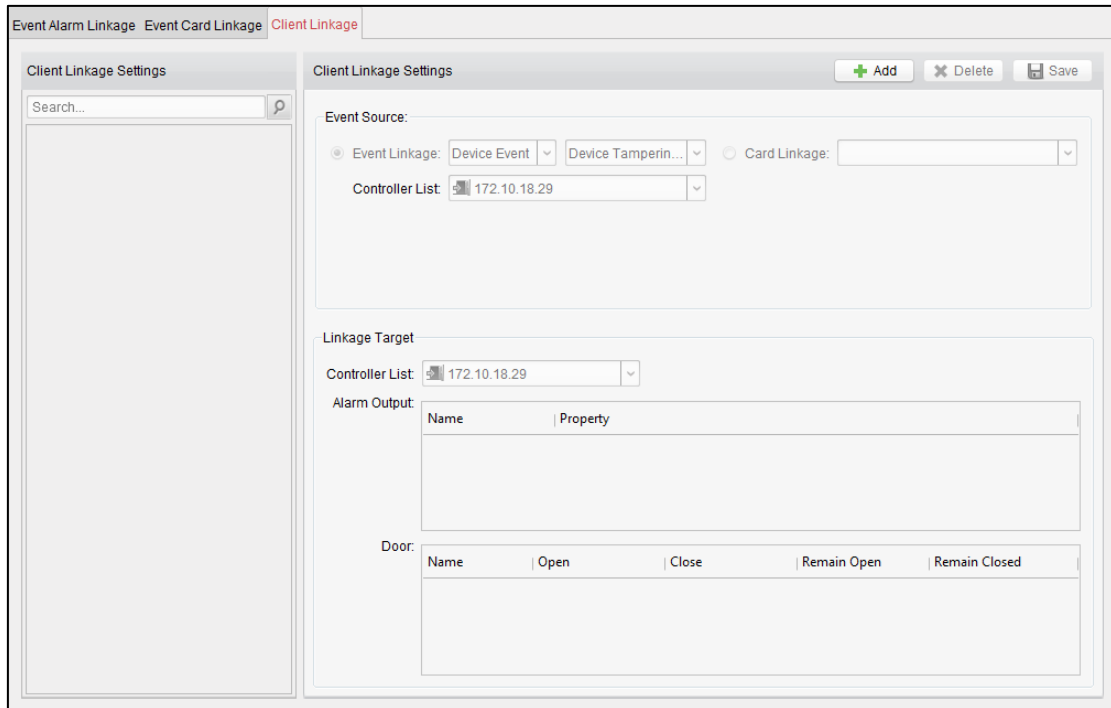 Event Alarm Linkage Event Card Linkage Client Linkage
Client Linkage Settings
Search...
Client Linkage Settings
Add Delete Save
Event Source:
Event Linkage: Device Event Device Tamperin... Card Linkage:
Controller List: 172.10.18.29
Linkage Target
Controller List: 172.10.18.29
Alarm Output:
Name Property
Door:
Name Open Close Remain Open Remain Closed